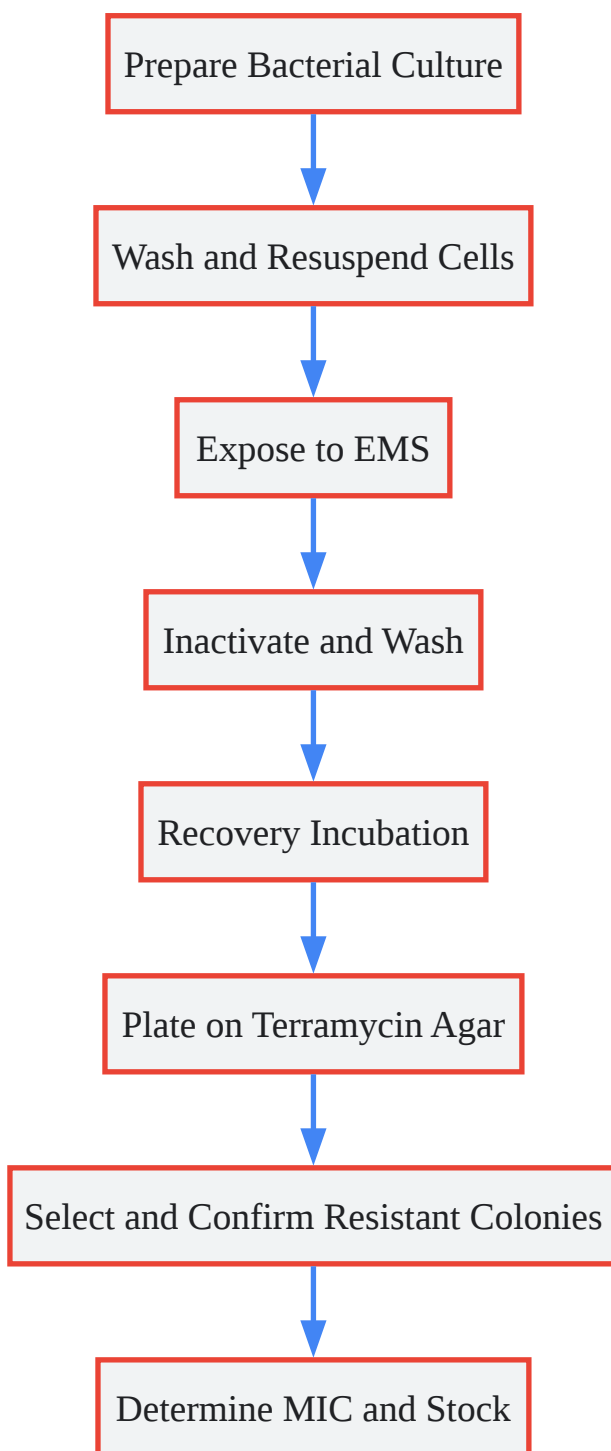 Prepare Bacterial Culture
Wash and Resuspend Cells
Expose to EMS
Inactivate and Wash
Recovery Incubation
Plate on Terramycin Agar
Select and Confirm Resistant Colonies
Determine MIC and Stock